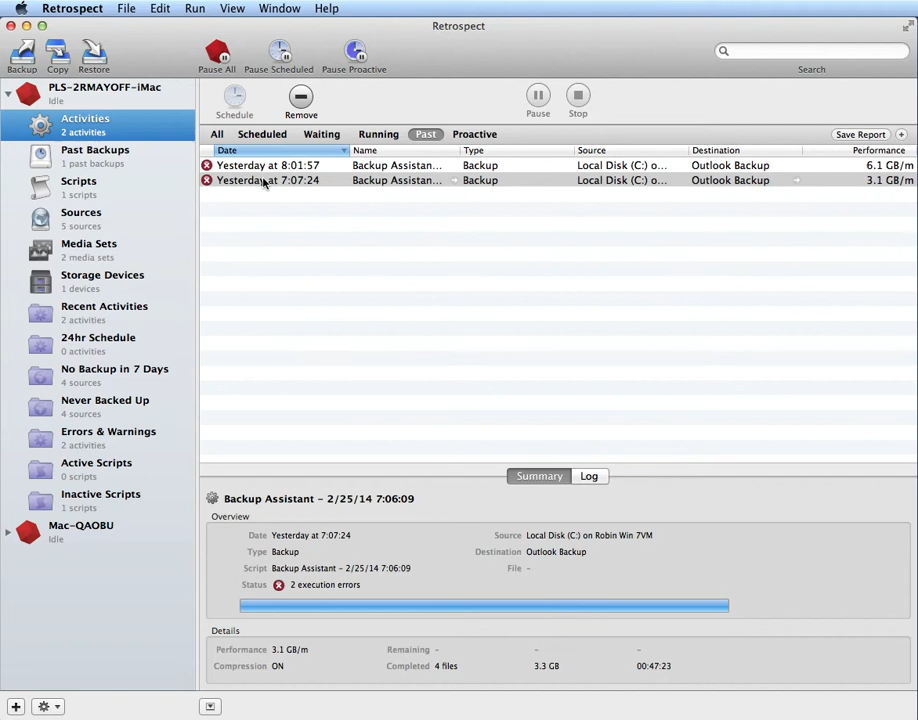 Retrospect File Edit Run View Window Help
Retrospect
Backup Copy Restore Pause All Pause Scheduled Pause Proactive Search
PLS-2RMAYOFF-iMac
Idle
Activities
2 activities
Past Backups
1 past backups
Scripts
1 scripts
Sources
5 sources
Media Sets
2 media sets
Storage Devices
1 devices
Recent Activities
2 activities
24hr Schedule
0 activities
No Backup in 7 Days
4 sources
Never Backed Up
4 sources
Errors & Warnings
2 activities
Active Scripts
0 scripts
Inactive Scripts
1 scripts
Mac-QAOBU
Idle
Schedule Remove Pause Stop
All Scheduled Waiting Running Past Proactive Save Report
Date Name Type Source Destination Performance
Yesterday at 8:01:57 Backup Assistan... Backup Local Disk (C:) o... Outlook Backup 6.1 GB/m
Yesterday at 7:07:24 Backup Assistan... Backup Local Disk (C:) o... Outlook Backup 3.1 GB/m
Summary Log
Backup Assistant – 2/25/14 7:06:09
Overview
Date Yesterday at 7:07:24 Source Local Disk (C:) on Robin Win 7VM
Type Backup Destination Outlook Backup
Script Backup Assistant – 2/25/14 7:06:09 File –
Status 2 execution errors
Details
Performance 3.1 GB/m Remaining – – –
Compression ON Completed 4 files 3.3 GB 00:47:23